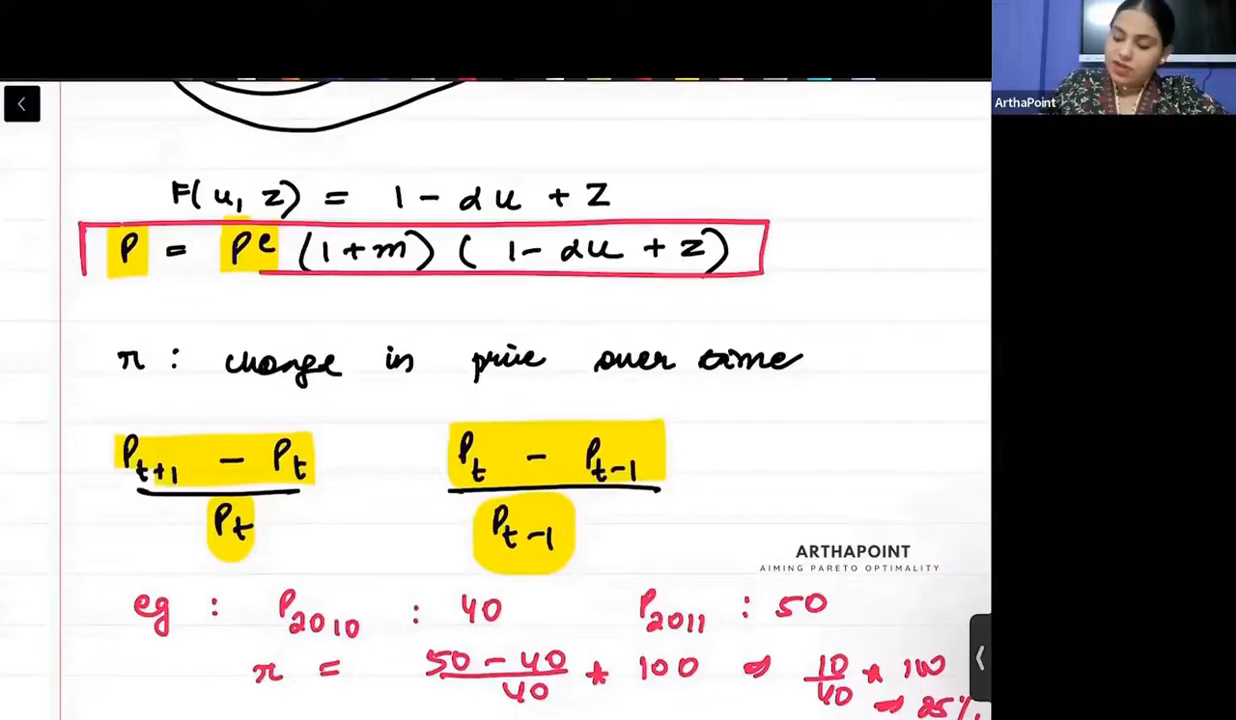 ArthaPoint
F(u, z) = 1 - αu + z
P = Pᵉ (1+m) ( 1 - αu + z)
π : change in price over time
Pₜ₊₁ - Pₜ / Pₜ    Pₜ - Pₜ₋₁ / Pₜ₋₁
ARTHAPOINT
AIMING PARETO OPTIMALITY
eg : P₂₀₁₀ : 40 P₂₀₁₁ : 50
π = 50 - 40 / 40 * 100 ⇒ 10 / 40 * 100
⇒ 25%